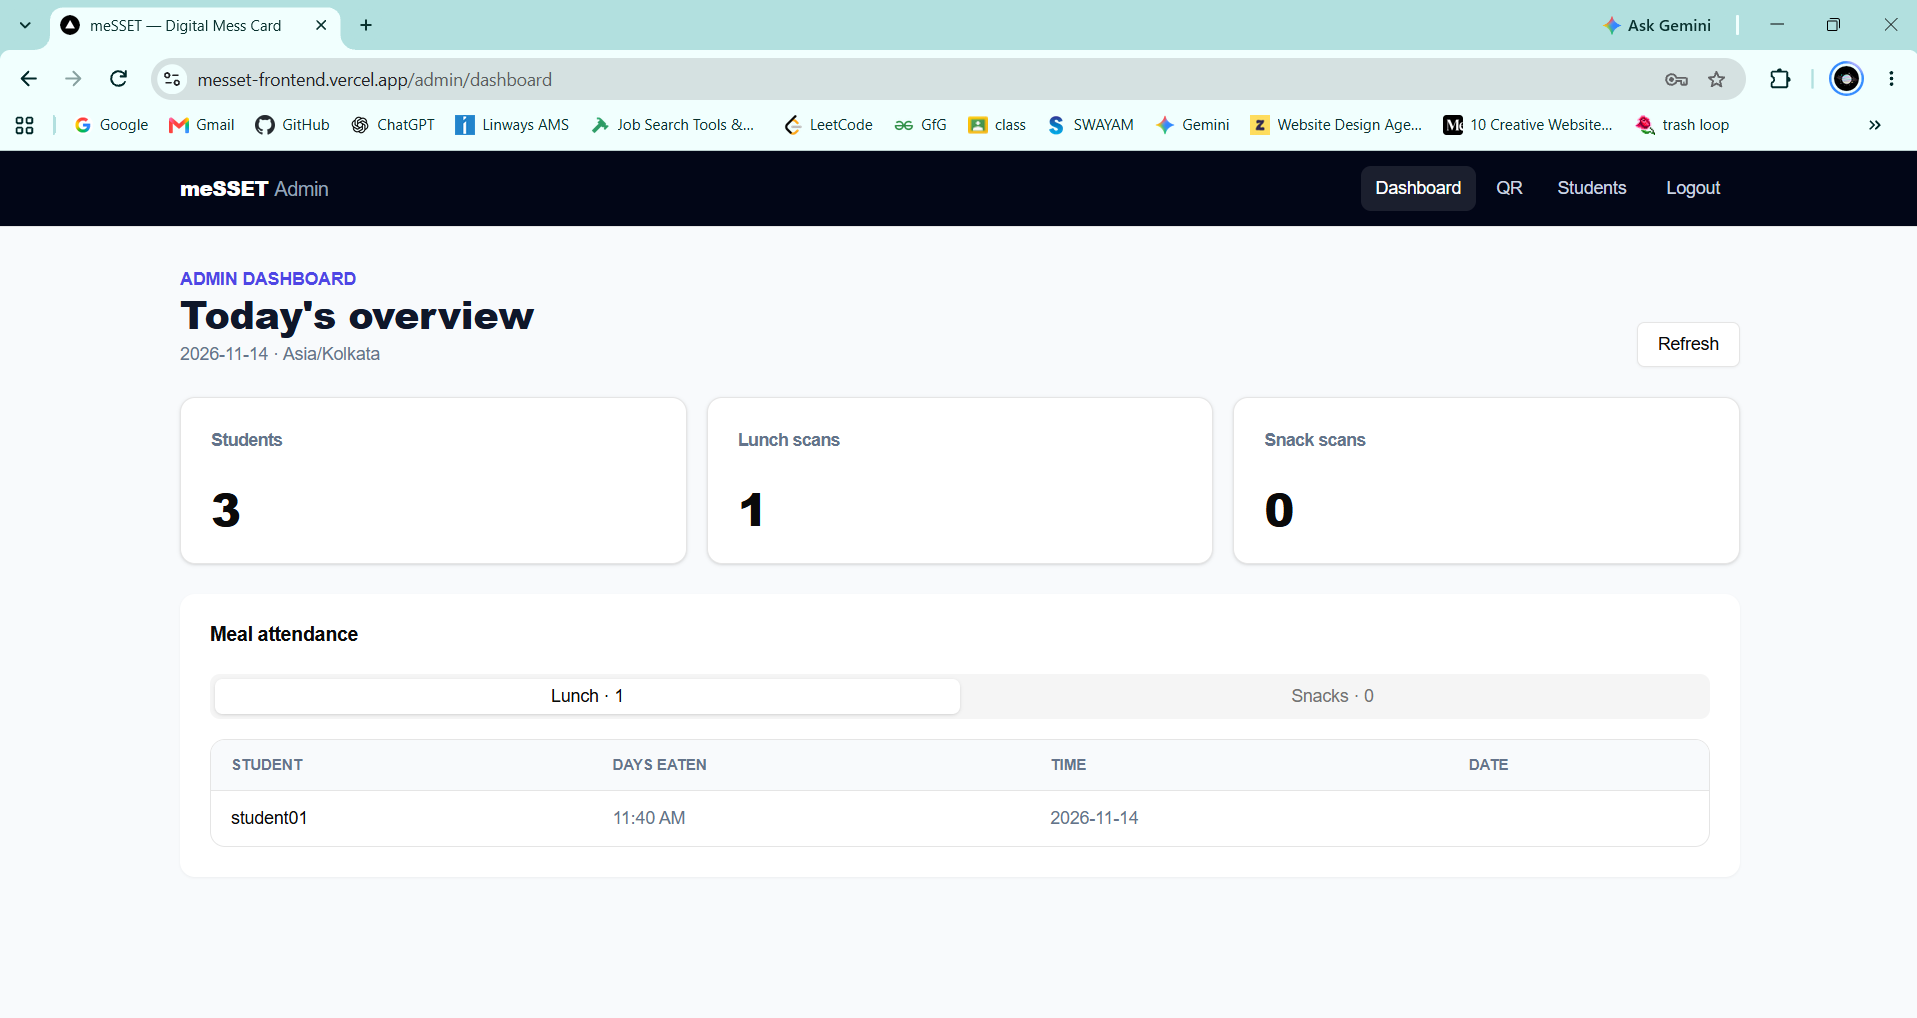 meSSET — Digital Mess Card
Ask Gemini
messet-frontend.vercel.app/admin/dashboard
Google Gmail GitHub ChatGPT Linways AMS Job Search Tools &... LeetCode GfG class SWAYAM Gemini Website Design Age... 10 Creative Website... trash loop
meSSET Admin
Dashboard QR Students Logout
ADMIN DASHBOARD
Today's overview
2026-11-14 · Asia/Kolkata
Refresh
Students
3
Lunch scans
1
Snack scans
0
Meal attendance
Lunch · 1 Snacks · 0
STUDENT DAYS EATEN TIME DATE
student01 11:40 AM 2026-11-14